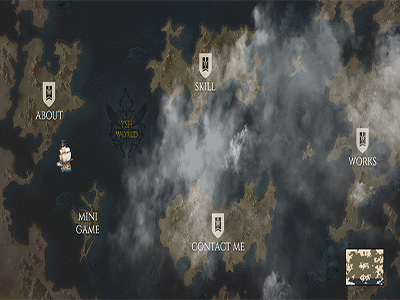 SKILL
ABOUT
YSH
WORLD
WORKS
MINI
GAME
CONTACT ME